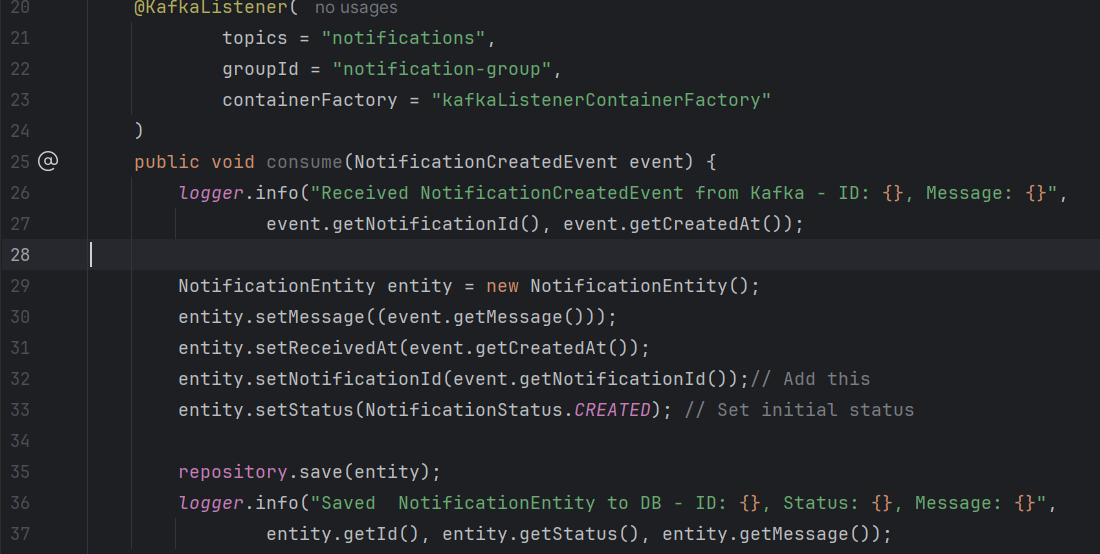 20 @KafkaListener( no usages
21 topics = "notifications",
22 groupId = "notification-group",
23 containerFactory = "kafkaListenerContainerFactory"
24 )
25 @ public void consume(NotificationCreatedEvent event) {
26 logger.info("Received NotificationCreatedEvent from Kafka - ID: {}, Message: {}",
27 event.getNotificationId(), event.getCreatedAt());
28
29 NotificationEntity entity = new NotificationEntity();
30 entity.setMessage((event.getMessage()));
31 entity.setReceivedAt(event.getCreatedAt());
32 entity.setNotificationId(event.getNotificationId());// Add this
33 entity.setStatus(NotificationStatus.CREATED); // Set initial status
34
35 repository.save(entity);
36 logger.info("Saved  NotificationEntity to DB - ID: {}, Status: {}, Message: {}",
37 entity.getId(), entity.getStatus(), entity.getMessage());